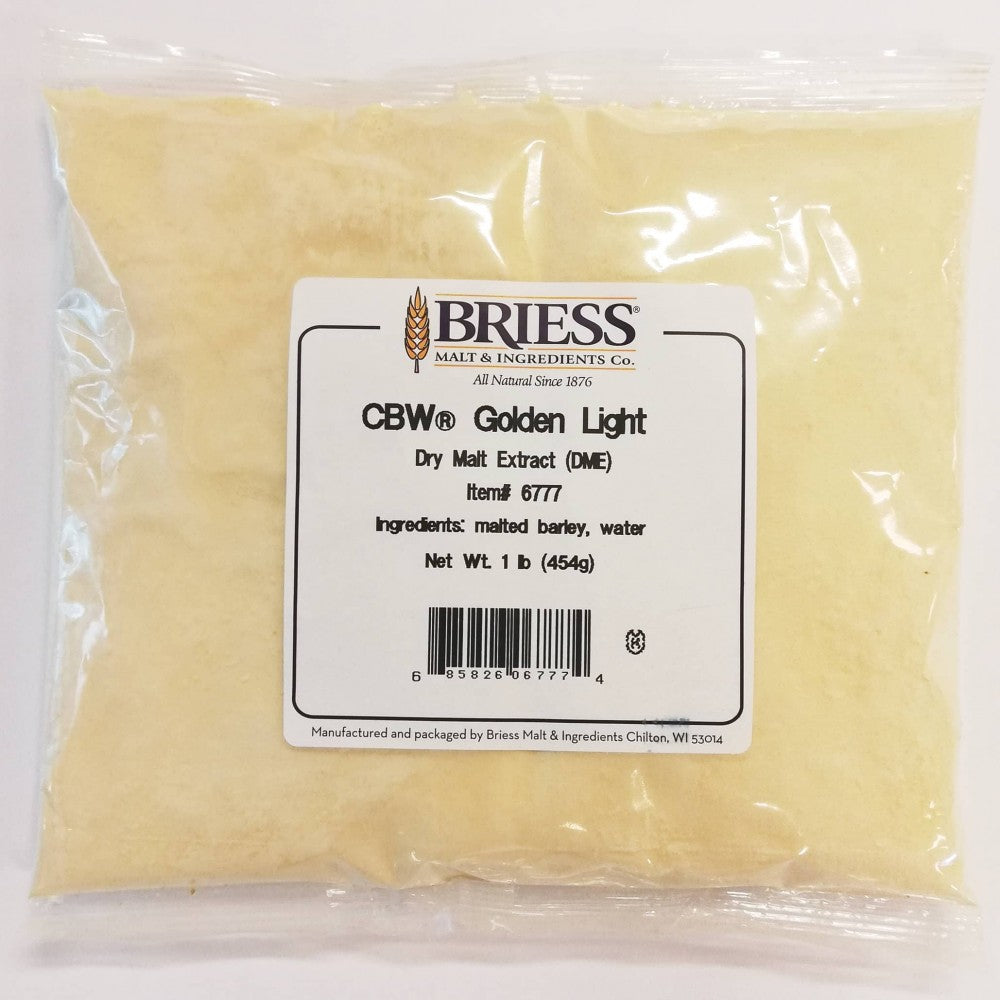 BRIESS®
MALT & INGREDIENTS Co.
All Natural Since 1876
CBW® Golden Light
Dry Malt Extract (DME)
Item# 6777
Ingredients: malted barley, water
Net Wt. 1 lb (454g)
6 85826 06777 4
Manufactured and packaged by Briess Malt & Ingredients Chilton, WI 53014